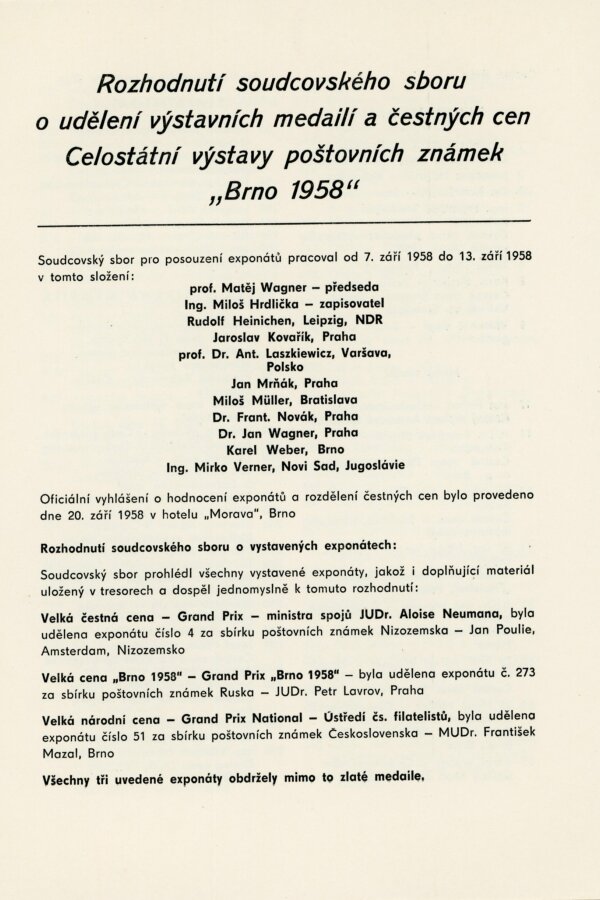 Rozhodnutí soudcovského sboru
o udělení výstavních medailí a čestných cen
Celostátní výstavy poštovních známek
„Brno 1958“
Soudcovský sbor pro posouzení exponátů pracoval od 7. září 1958 do 13. září 1958
v tomto složení:
prof. Matěj Wagner – předseda
Ing. Miloš Hrdlička – zapisovatel
Rudolf Heinichen, Leipzig, NDR
Jaroslav Kovařík, Praha
prof. Dr. Ant. Laszkiewicz, Varšava,
Polsko
Jan Mrňák, Praha
Miloš Müller, Bratislava
Dr. Frant. Novák, Praha
Dr. Jan Wagner, Praha
Karel Weber, Brno
Ing. Mirko Verner, Novi Sad, Jugoslávie
Oficiální vyhlášení o hodnocení exponátů a rozdělení čestných cen bylo provedeno
dne 20. září 1958 v hotelu „Morava“, Brno
Rozhodnutí soudcovského sboru o vystavených exponátech:
Soudcovský sbor prohlédl všechny vystavené exponáty, jakož i doplňující materiál
uložený v tresorech a dospěl jednomyslně k tomuto rozhodnutí:
Velká čestná cena – Grand Prix – ministra spojů JUDr. Aloise Neumana, byla
udělena exponátu číslo 4 za sbírku poštovních známek Nizozemska – Jan Poulie,
Amsterdam, Nizozemsko
Velká cena „Brno 1958“ – Grand Prix „Brno 1958“ – byla udělena exponátu č. 273
za sbírku poštovních známek Ruska – JUDr. Petr Lavrov, Praha
Velká národní cena – Grand Prix National – Ústředí čs. filatelistů, byla udělena
exponátu číslo 51 za sbírku poštovních známek Československa – MUDr. František
Mazal, Brno
Všechny tři uvedené exponáty obdržely mimo to zlaté medaile.